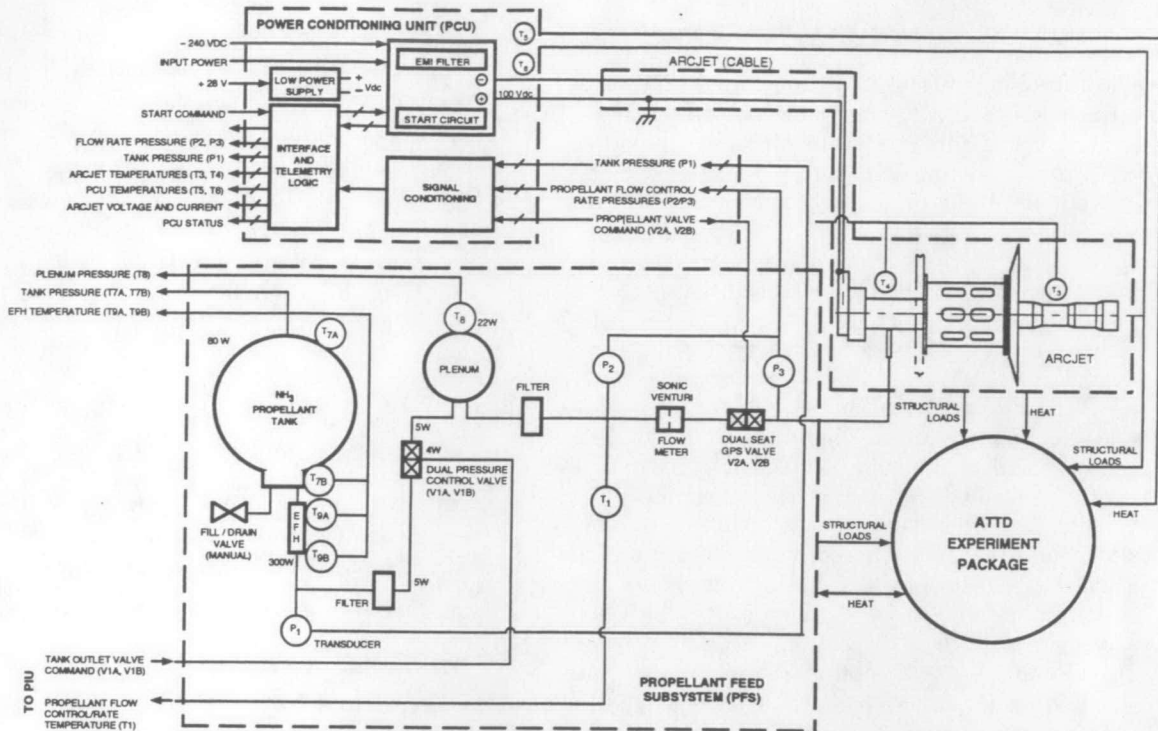 POWER CONDITIONING UNIT (PCU)
– 240 VDC
INPUT POWER
+ 28 V
START COMMAND
FLOW RATE PRESSURE (P2, P3)
TANK PRESSURE (P1)
ARCJET TEMPERATURES (T3, T4)
PCU TEMPERATURES (T5, T6)
ARCJET VOLTAGE AND CURRENT
PCU STATUS
LOW POWER
SUPPLY
+
–
Vdc
INTERFACE
AND
TELEMETRY
LOGIC
EMI FILTER
–
+
100 Vdc
START CIRCUIT
SIGNAL
CONDITIONING
T5
T6
ARCJET (CABLE)
TANK PRESSURE (P1)
PROPELLANT FLOW CONTROL/
RATE PRESSURES (P2/P3)
PROP|ELLANT VALVE
COMMAND (V2A, V2B)
T4
T3
ARCJET
PLENUM PRESSURE (T8)
TANK PRESSURE (T7A, T7B)
EFH TEMPERATURE (T9A, T9B)
80 W
T7A
NH3
PROPELLANT
TANK
T7B
T9A
T9B
EFH
300W
FILL / DRAIN
VALVE
(MANUAL)
P1
TRANSDUCER
FILTER
5W
T8
22W
PLENUM
5W
4W
DUAL PRESSURE
CONTROL VALVE
(V1A, V1B)
FILTER
P2
T1
SONIC
VENTURI
FLOW
METER
P3
DUAL SEAT
GPS VALVE
V2A, V2B
STRUCTURAL
LOADS
HEAT
STRUCTURAL
LOADS
HEAT
STRUCTURAL
LOADS
HEAT
ATTD
EXPERIMENT
PACKAGE
PROPELLANT FEED
SUBSYSTEM (PFS)
TO PIU
TANK OUTLET VALVE
COMMAND (V1A, V1B)
PROPELLANT FLOW
CONTROL/RATE
TEMPERATURE (T1)